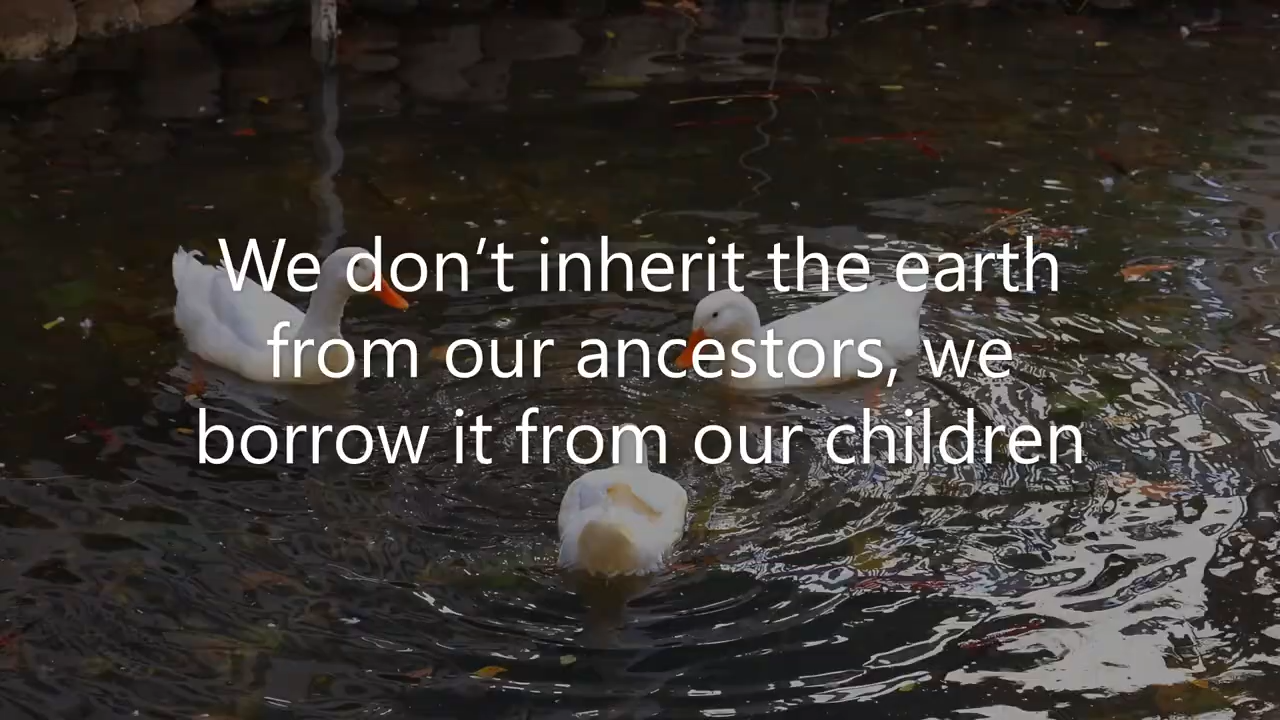 We don’t inherit the earth
from our ancestors, we
borrow it from our children